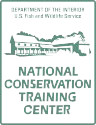 DEPARTMENT OF THE INTERIOR
U.S. Fish and Wildlife Service
NATIONAL
CONSERVATION
TRAINING
CENTER